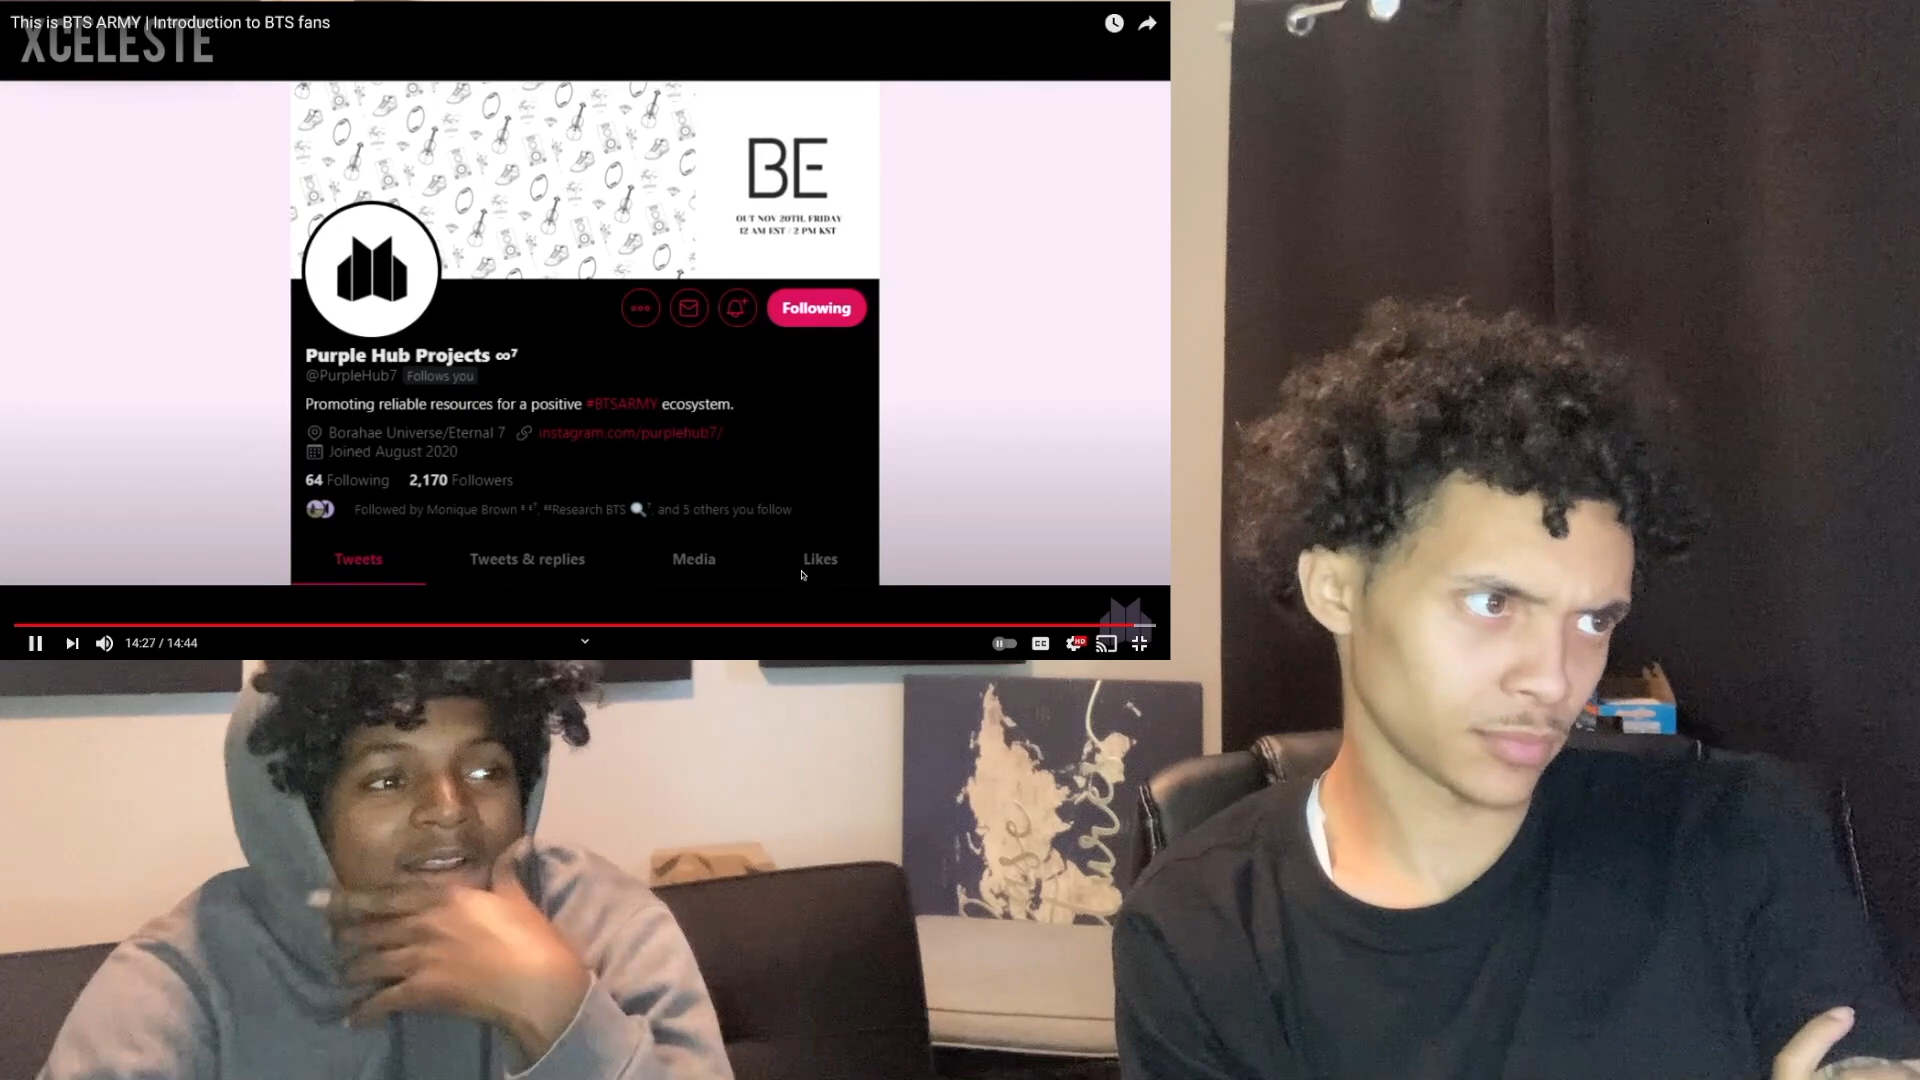 This is BTS ARMY | Introduction to BTS fans
XCELESTE
BE
OUT NOV 20TH, FRIDAY
12 AM EST / 2 PM KST
Following
Purple Hub Projects ∞⁷
@PurpleHub7 Follows you
Promoting reliable resources for a positive #BTSARMY ecosystem.
Borahae Universe/Eternal 7 instagram.com/purplehub7/
Joined August 2020
64 Following 2,170 Followers
Followed by Monique Brown, Research BTS 🔍⁷, and 5 others you follow
Tweets Tweets & replies Media Likes
14:27 / 14:44
CC
HD